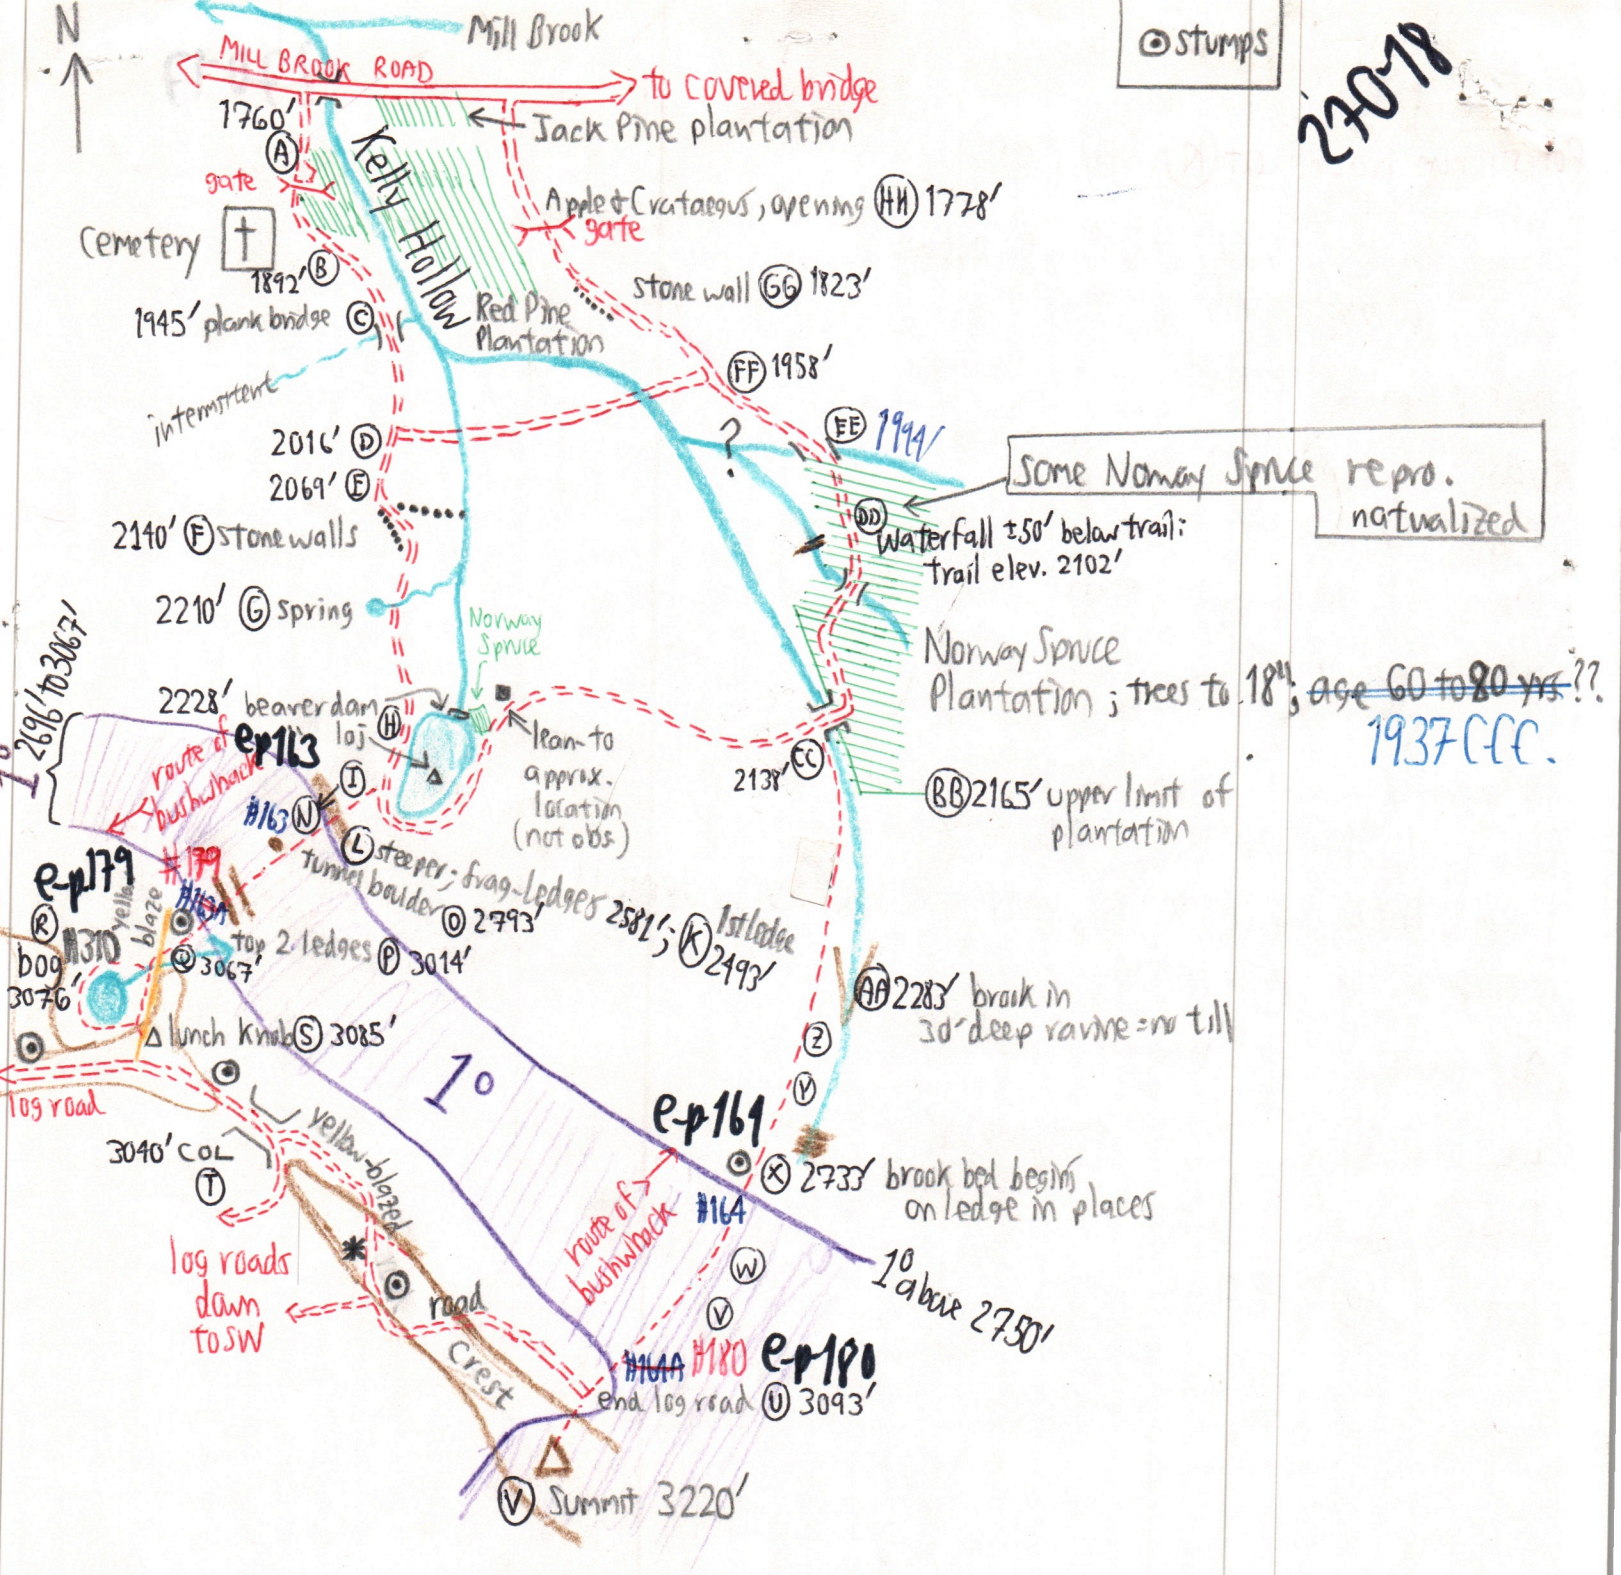 N
Mill Brook
⊙ stumps
270-78
MILL BROOK ROAD
to covered bridge
1760'
A
Jack Pine plantation
Kelly Hollow
gate
Apple & Crataegus, opening HH 1778'
gate
Cemetery
1892' B
stone wall GG 1823'
1945' plank bridge C
Red Pine
Plantation
intermittent
FF 1958'
EE 1994'
?
2016' D
some Norway Spruce repro.
natualized
2069' E
2140' F stone walls
DD
Waterfall ±50' below trail:
trail elev. 2102'
2210' G spring
Norway
Spruce
Norway Spruce
Plantation ; trees to 18"; age 60 to 80 yrs ??
1937 CCC.
2696' to 3067'
1°
2228' beaver dam H
loj
lean-to
approx.
location
(not obs.)
route of
bushwhack
ep163
I
#163 N
CC
2138'
BB 2165' upper limit of
plantation
L steeper; frag-ledges 2581'; K 1st ledge
2493'
tunnel boulder O 2793'
e-p179
#179
#163A
yello
blaze
R
#310
bog
3076'
Q 3067'
top 2 ledges P 3014'
AA 2283' brook in
30' deep ravine = no till
lunch knob S 3085'
Z
Y
1°
log road
e-p164
yellow-blazed
road
3040' COL
T
X 2733' brook bed begins
on ledge in places
#164
route of
bushwhack
log roads
down
to SW
W
V
1° above 2750'
#164A #180 e-p180
end log road U 3093'
Crest
V Summit 3220'